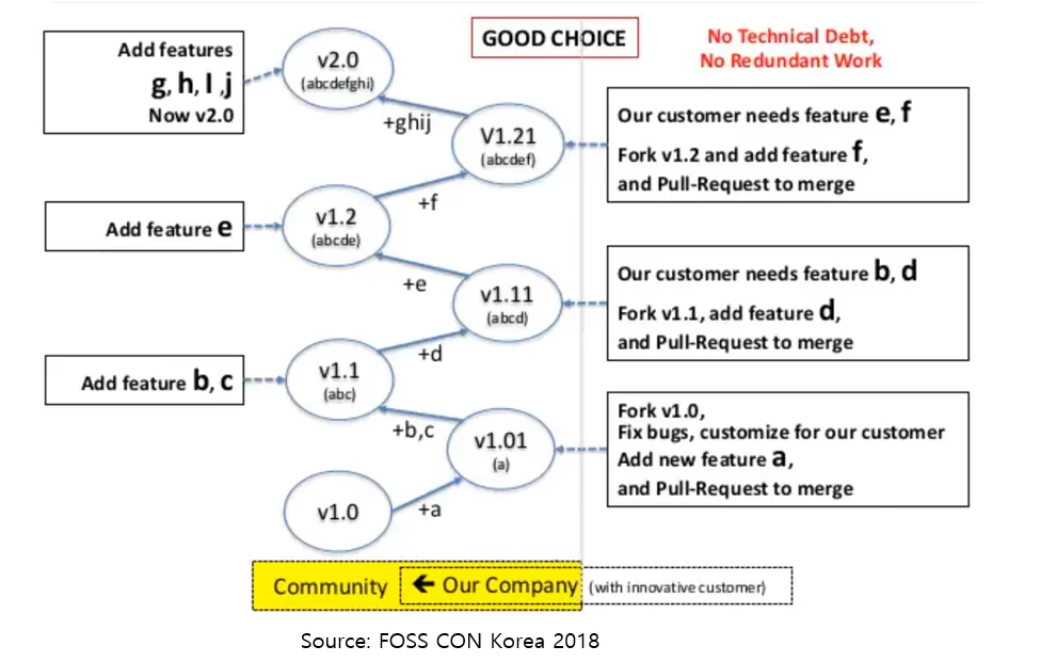 GOOD CHOICE
No Technical Debt,
No Redundant Work
Add features
g, h, I ,j
Now v2.0
v2.0
(abcdefghi)
+ghij
V1.21
(abcdef)
Our customer needs feature e, f
Fork v1.2 and add feature f,
and Pull-Request to merge
+f
Add feature e
v1.2
(abcde)
+e
v1.11
(abcd)
Our customer needs feature b, d
Fork v1.1, add feature d,
and Pull-Request to merge
+d
Add feature b, c
v1.1
(abc)
+b,c
v1.01
(a)
Fork v1.0,
Fix bugs, customize for our customer
Add new feature a,
and Pull-Request to merge
v1.0
+a
Community
← Our Company
(with innovative customer)
Source: FOSS CON Korea 2018